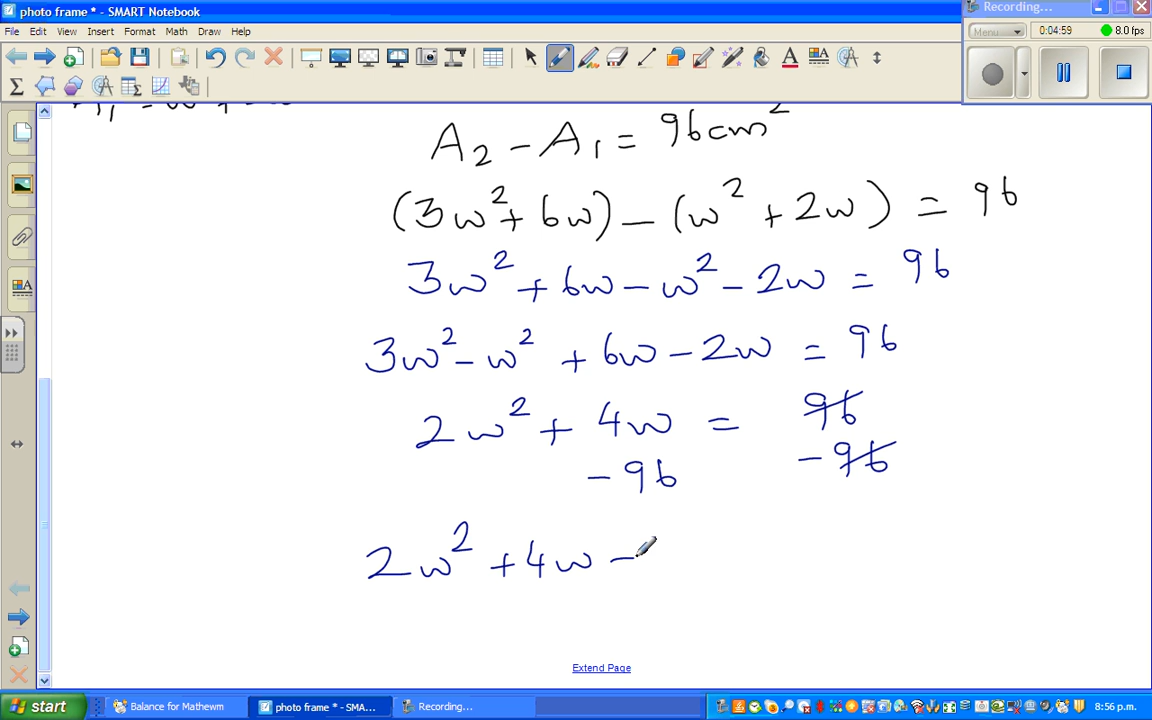 photo frame * - SMART Notebook
Recording...
File Edit View Insert Format Math Draw Help
Menu
0:04:59
8.0 fps
A₂ - A₁ = 96cm²
(3w² + 6w) - (w² + 2w) = 96
3w² + 6w - w² - 2w = 96
3w² - w² + 6w - 2w = 96
2w² + 4w = 96
- 96 - 96
2w² + 4w -
Extend Page
start
Balance for Mathewm
photo frame * - SMA...
Recording...
8:56 p.m.